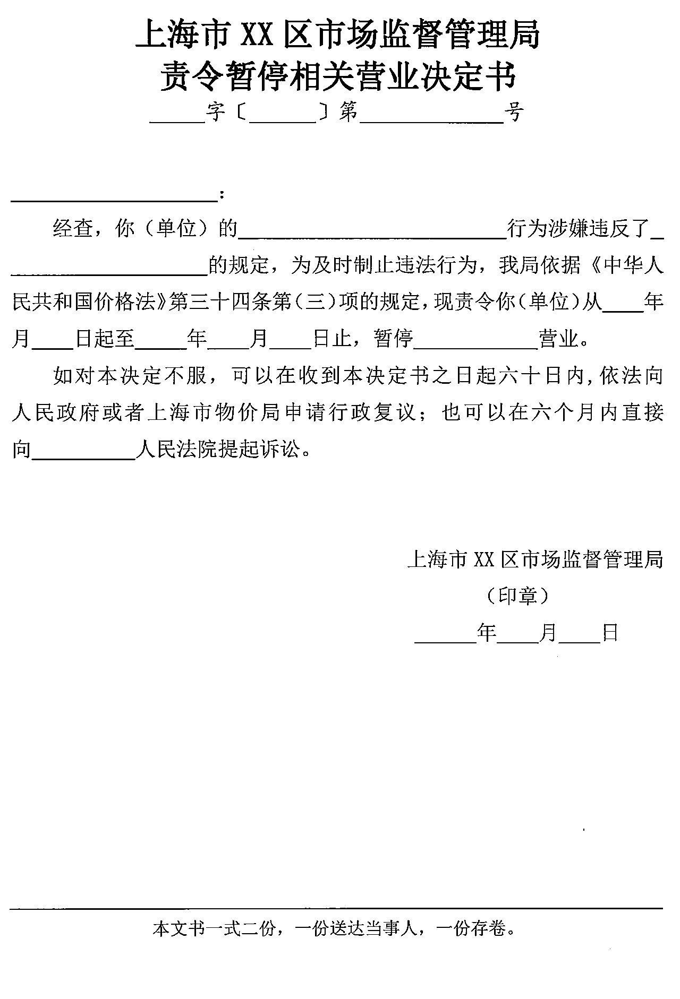 上海市 XX 区市场监督管理局
责令暂停相关营业决定书
_____字〔______〕第_____________号
____________________：
经查，你（单位）的__________________________行为涉嫌违反了_
___________________的规定，为及时制止违法行为，我局依据《中华人
民共和国价格法》第三十四条第（三）项的规定，现责令你（单位）从____年
月____日起至_____年____月____日止，暂停____________营业。
如对本决定不服，可以在收到本决定书之日起六十日内，依法向
人民政府或者上海市物价局申请行政复议；也可以在六个月内直接
向__________人民法院提起诉讼。
上海市 XX 区市场监督管理局
（印章）
______年____月____日
本文书一式二份，一份送达当事人，一份存卷。